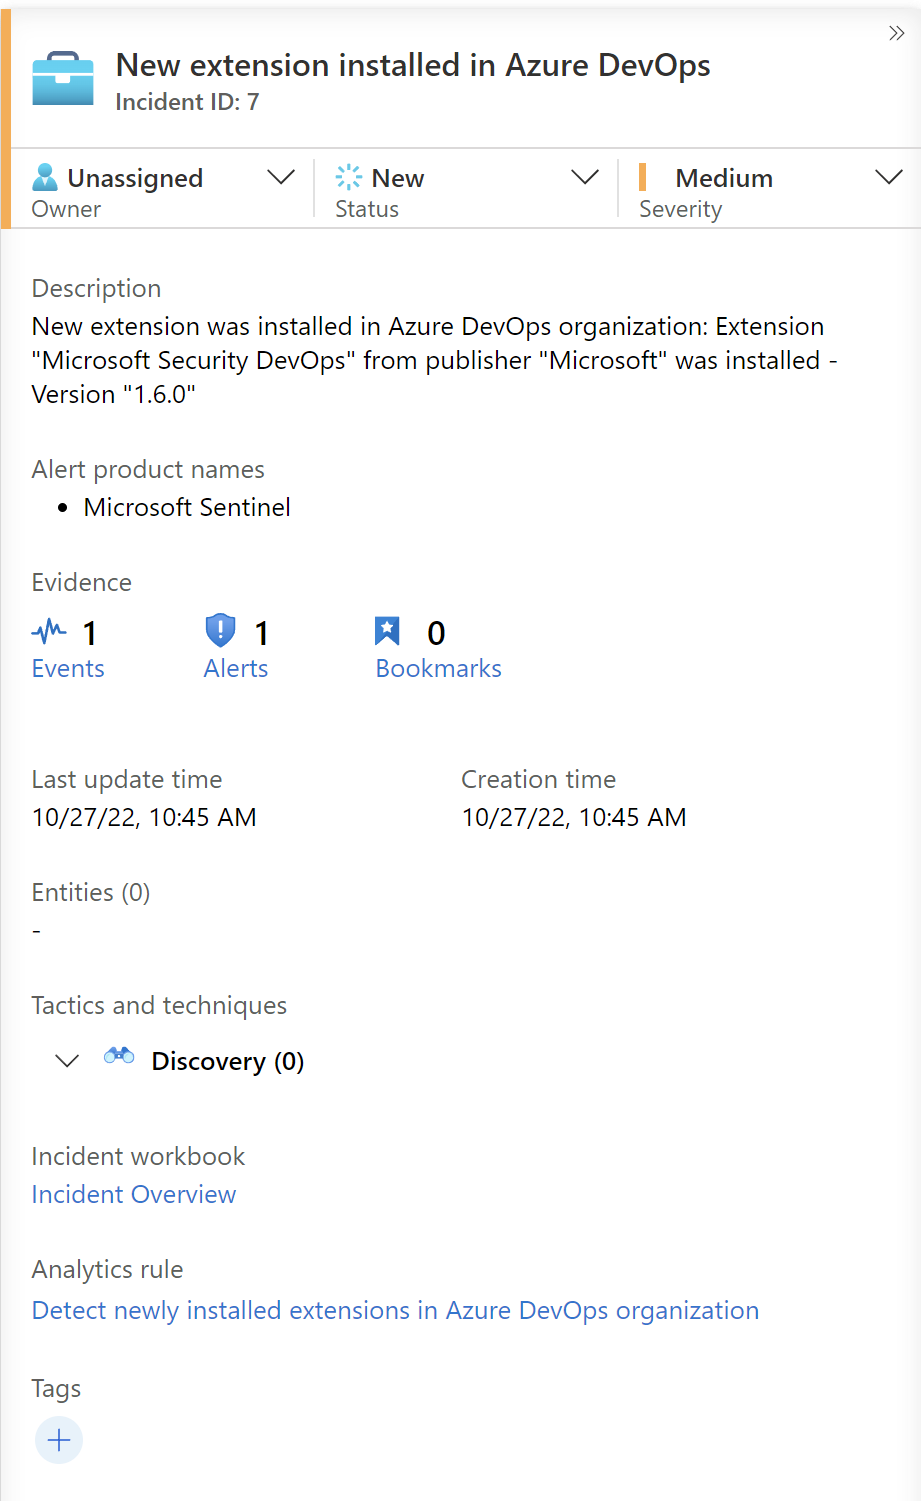 New extension installed in Azure DevOps
Incident ID: 7
Unassigned
Owner
New
Status
Medium
Severity
Description
New extension was installed in Azure DevOps organization: Extension
"Microsoft Security DevOps" from publisher "Microsoft" was installed -
Version "1.6.0"
Alert product names
• Microsoft Sentinel
Evidence
1
Events
1
Alerts
0
Bookmarks
Last update time
10/27/22, 10:45 AM
Creation time
10/27/22, 10:45 AM
Entities (0)
-
Tactics and techniques
Discovery (0)
Incident workbook
Incident Overview
Analytics rule
Detect newly installed extensions in Azure DevOps organization
Tags